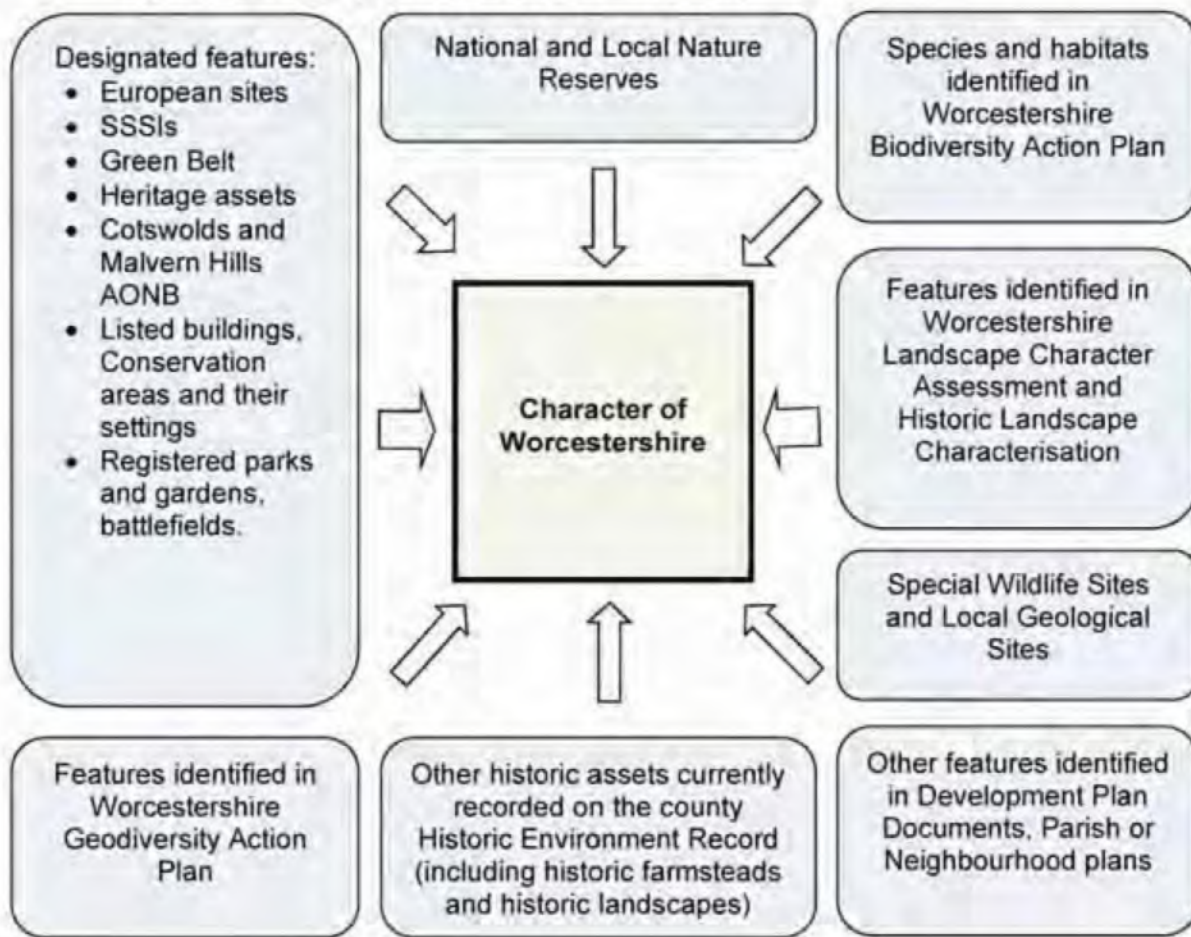 Designated features:
• European sites
• SSSIs
• Green Belt
• Heritage assets
• Cotswolds and
Malvern Hills
AONB
• Listed buildings,
Conservation
areas and their
settings
• Registered parks
and gardens,
battlefields.
National and Local Nature
Reserves
Species and habitats
identified in
Worcestershire
Biodiversity Action Plan
Character of
Worcestershire
Features identified in
Worcestershire
Landscape Character
Assessment and
Historic Landscape
Characterisation
Special Wildlife Sites
and Local Geological
Sites
Features identified in
Worcestershire
Geodiversity Action
Plan
Other historic assets currently
recorded on the county
Historic Environment Record
(including historic farmsteads
and historic landscapes)
Other features identified
in Development Plan
Documents, Parish or
Neighbourhood plans